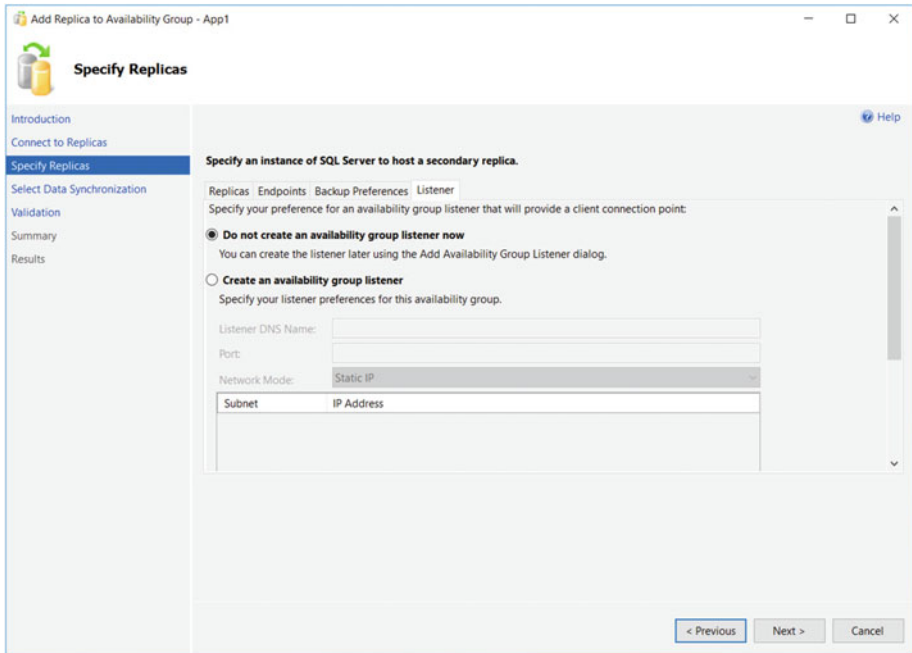 Add Replica to Availability Group - App1
Specify Replicas
Introduction
Connect to Replicas
Specify Replicas
Select Data Synchronization
Validation
Summary
Results
Help
Specify an instance of SQL Server to host a secondary replica.
Replicas Endpoints Backup Preferences Listener
Specify your preference for an availability group listener that will provide a client connection point:
Do not create an availability group listener now
You can create the listener later using the Add Availability Group Listener dialog.
Create an availability group listener
Specify your listener preferences for this availability group.
Listener DNS Name:
Port:
Network Mode: Static IP
Subnet IP Address
< Previous Next > Cancel